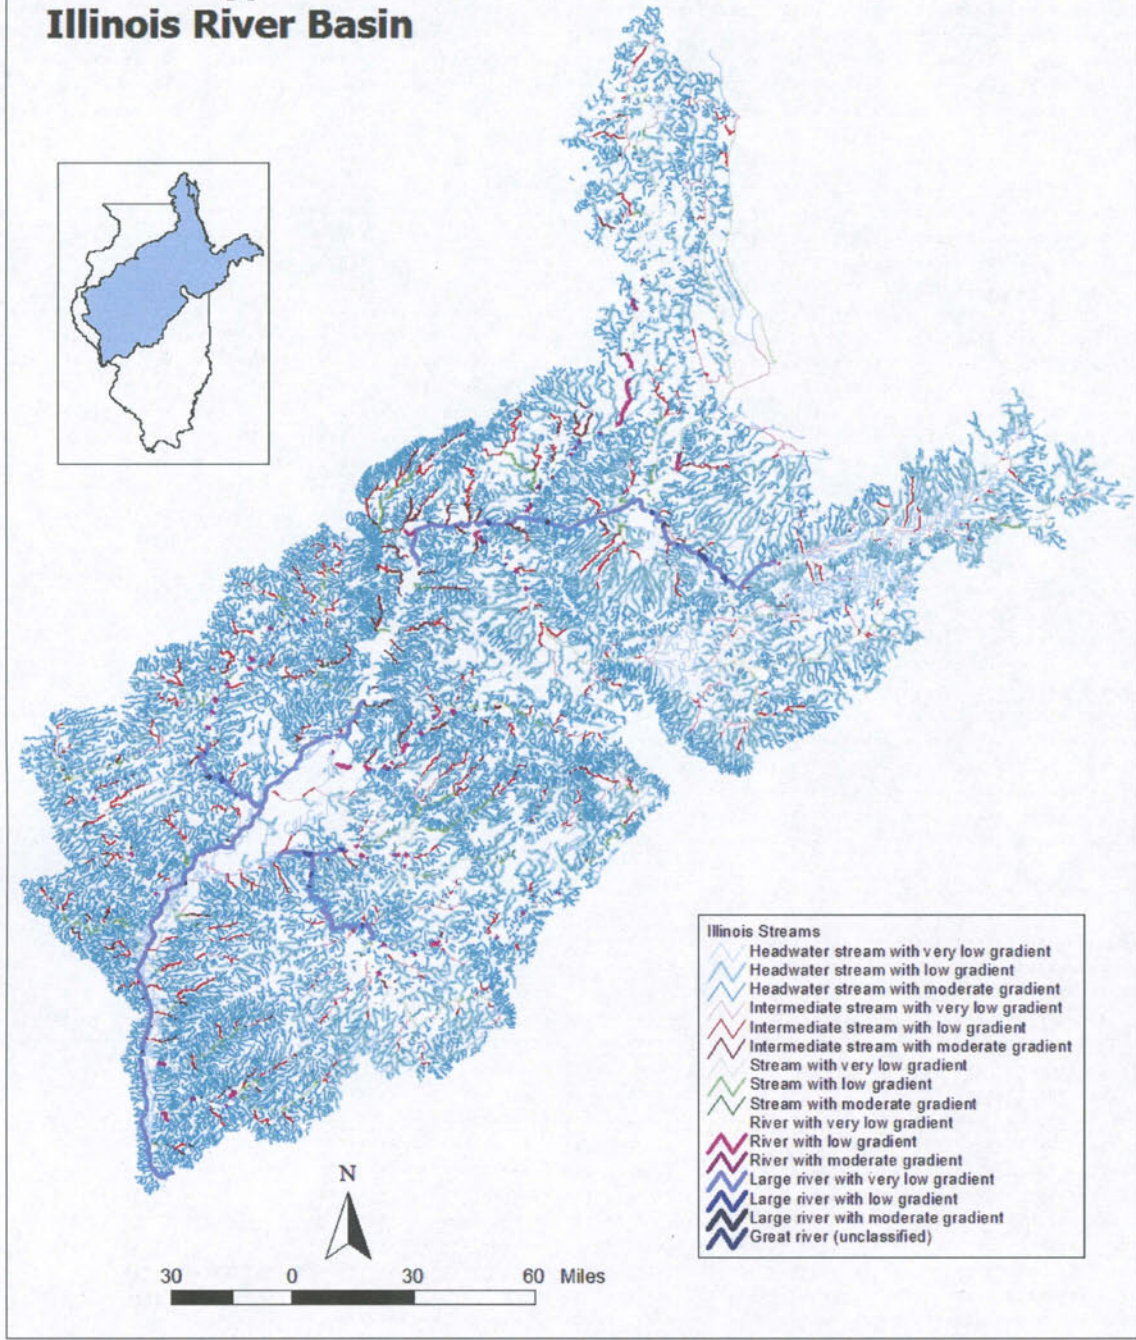 Illinois River Basin
Illinois Streams
Headwater stream with very low gradient
Headwater stream with low gradient
Headwater stream with moderate gradient
Intermediate stream with very low gradient
Intermediate stream with low gradient
Intermediate stream with moderate gradient
Stream with very low gradient
Stream with low gradient
Stream with moderate gradient
River with very low gradient
River with low gradient
River with moderate gradient
Large river with very low gradient
Large river with low gradient
Large river with moderate gradient
Great river (unclassified)
N
30 0 30 60 Miles